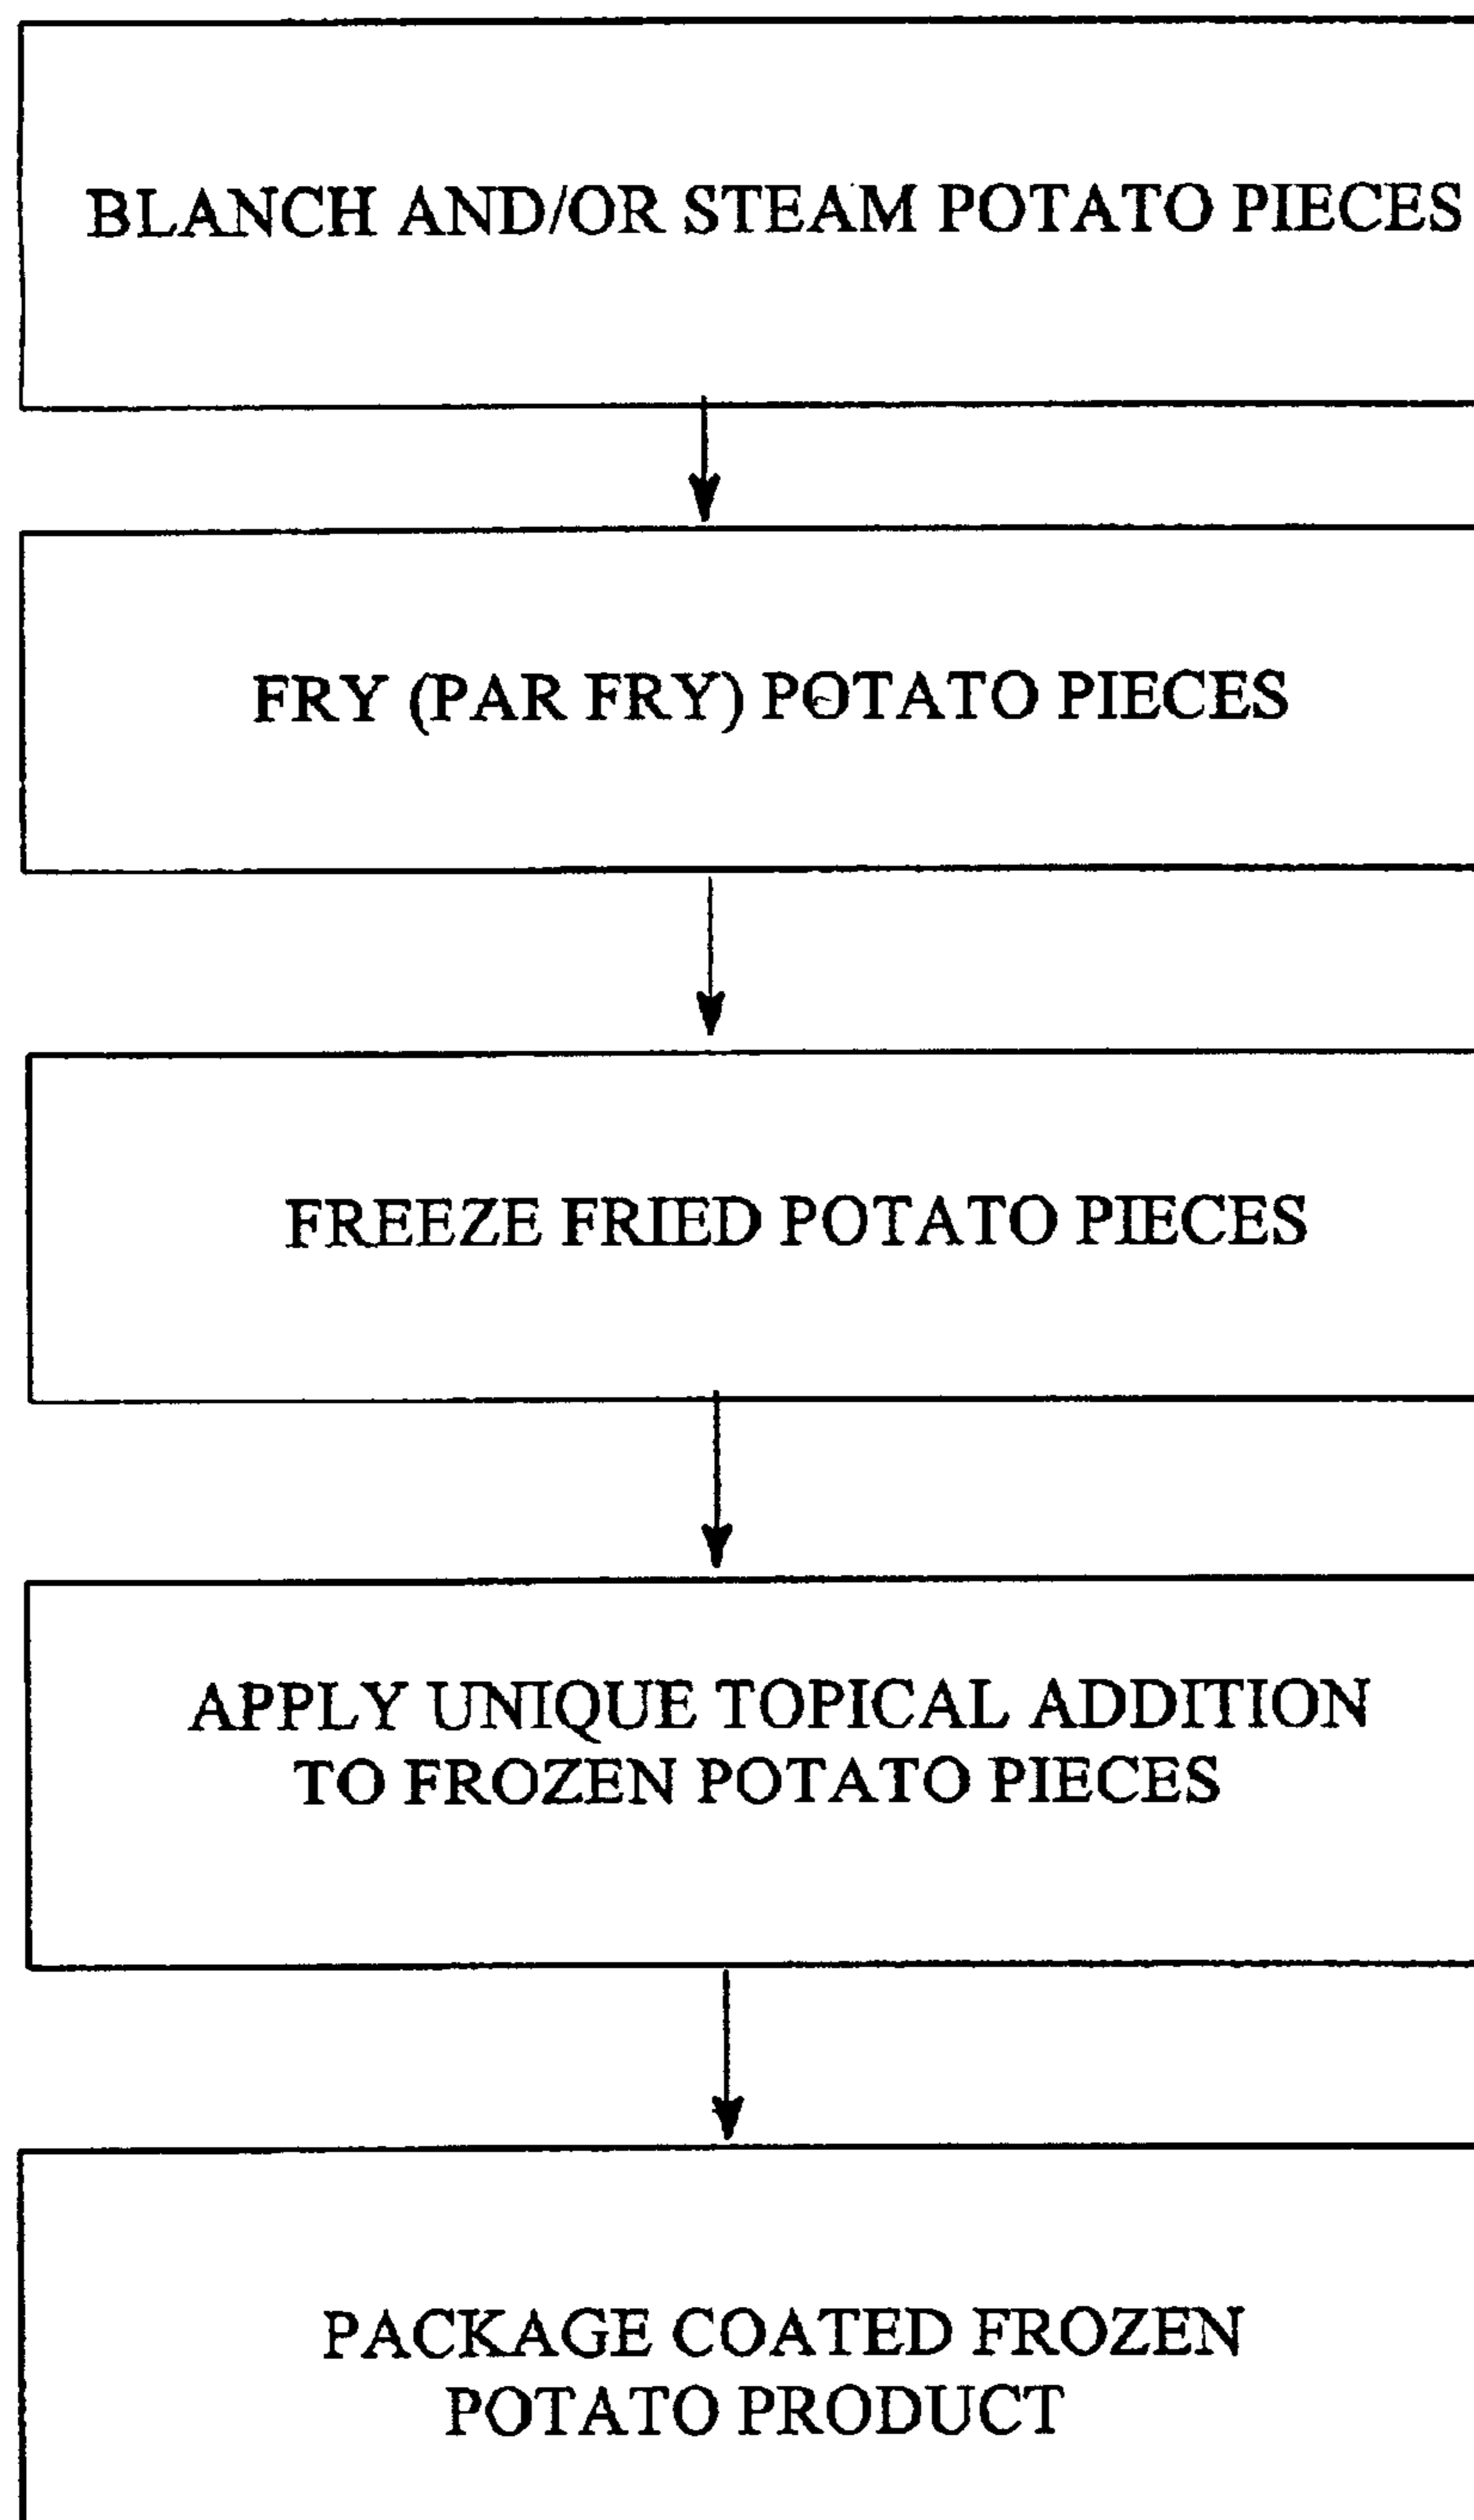 BLANCH AND/OR STEAM POTATO PIECES
FRY (PAR FRY) POTATO PIECES
FREEZE FRIED POTATO PIECES
APPLY UNIQUE TOPICAL ADDITION
TO FROZEN POTATO PIECES
PACKAGE COATED FROZEN
POTATO PRODUCT